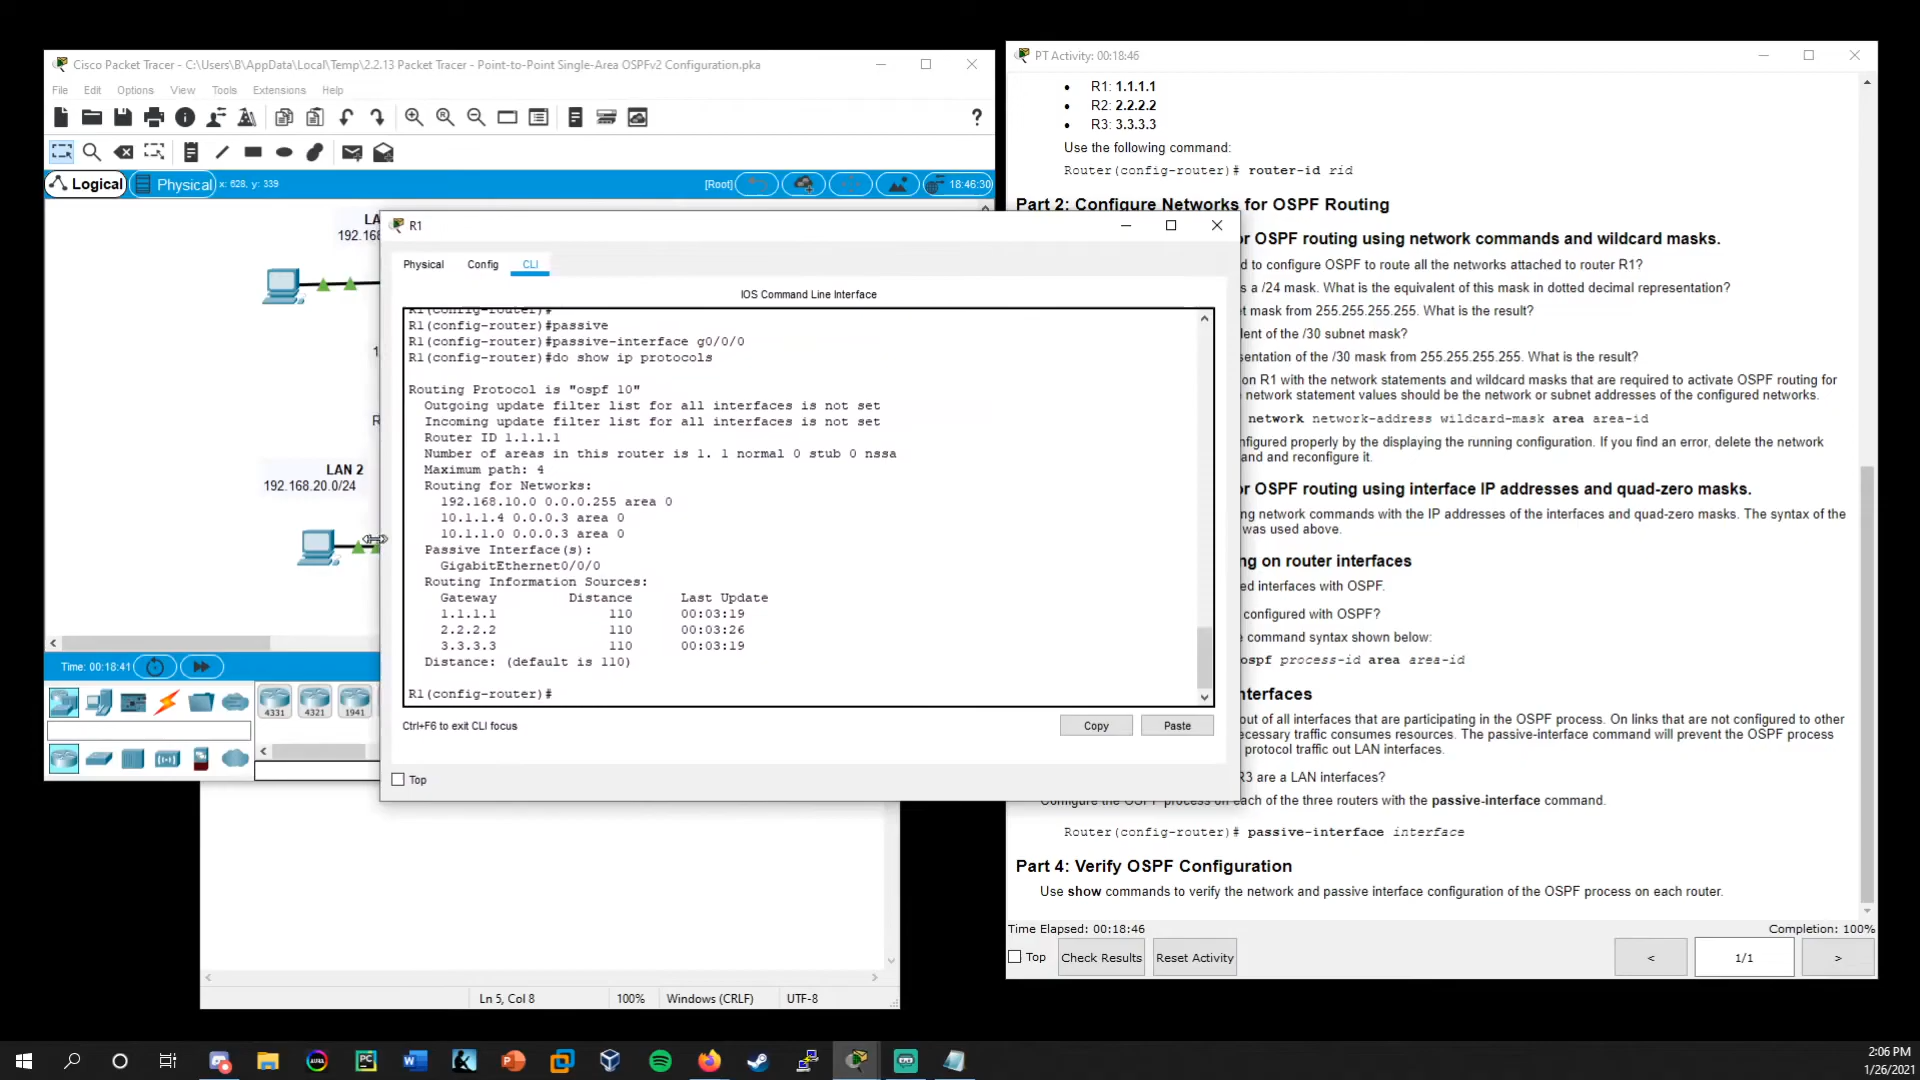 Cisco Packet Tracer - C:\Users\B\AppData\Local\Temp\2.2.13 Packet Tracer - Point-to-Point Single-Area OSPFv2 Configuration.pka
File Edit Options View Tools Extensions Help
?
Logical Physical x: 628, y: 339 [Root] 18:46:30
LA
192.168
1
R
LAN 2
192.168.20.0/24
Time: 00:18:41
4331 4321 1941
R1
Physical Config CLI
IOS Command Line Interface
R1(config-router)#
R1(config-router)#passive
R1(config-router)#passive-interface g0/0/0
R1(config-router)#do show ip protocols
Routing Protocol is "ospf 10"
Outgoing update filter list for all interfaces is not set
Incoming update filter list for all interfaces is not set
Router ID 1.1.1.1
Number of areas in this router is 1. 1 normal 0 stub 0 nssa
Maximum path: 4
Routing for Networks:
192.168.10.0 0.0.0.255 area 0
10.1.1.4 0.0.0.3 area 0
10.1.1.0 0.0.0.3 area 0
Passive Interface(s):
GigabitEthernet0/0/0
Routing Information Sources:
Gateway Distance Last Update
1.1.1.1 110 00:03:19
2.2.2.2 110 00:03:26
3.3.3.3 110 00:03:19
Distance: (default is 110)
R1(config-router)#
Ctrl+F6 to exit CLI focus
Copy Paste
Top
Ln 5, Col 8 100% Windows (CRLF) UTF-8
PT Activity: 00:18:46
• R1: 1.1.1.1
• R2: 2.2.2.2
• R3: 3.3.3.3
Use the following command:
Router(config-router)# router-id rid
Part 2: Configure Networks for OSPF Routing
or OSPF routing using network commands and wildcard masks.
d to configure OSPF to route all the networks attached to router R1?
s a /24 mask. What is the equivalent of this mask in dotted decimal representation?
t mask from 255.255.255.255. What is the result?
lent of the /30 subnet mask?
sentation of the /30 mask from 255.255.255.255. What is the result?
on R1 with the network statements and wildcard masks that are required to activate OSPF routing for
network statement values should be the network or subnet addresses of the configured networks.
network network-address wildcard-mask area area-id
nfigured properly by the displaying the running configuration. If you find an error, delete the network
and and reconfigure it.
or OSPF routing using interface IP addresses and quad-zero masks.
ng network commands with the IP addresses of the interfaces and quad-zero masks. The syntax of the
was used above.
ng on router interfaces
ed interfaces with OSPF.
configured with OSPF?
e command syntax shown below:
ospf process-id area area-id
nterfaces
out of all interfaces that are participating in the OSPF process. On links that are not configured to other
ecessary traffic consumes resources. The passive-interface command will prevent the OSPF process
protocol traffic out LAN interfaces.
R3 are a LAN interfaces?
Configure the OSPF process on each of the three routers with the passive-interface command.
Router(config-router)# passive-interface interface
Part 4: Verify OSPF Configuration
Use show commands to verify the network and passive interface configuration of the OSPF process on each router.
Time Elapsed: 00:18:46 Completion: 100%
Top Check Results Reset Activity < 1/1 >
2:06 PM
1/26/2021